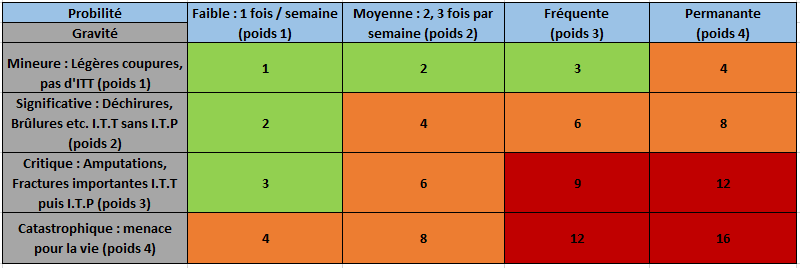 Probilité
Gravité
Faible : 1 fois / semaine
(poids 1)
Moyenne : 2, 3 fois par
semaine (poids 2)
Fréquente
(poids 3)
Permanante
(poids 4)
Mineure : Légères coupures,
pas d'ITT (poids 1)
1
2
3
4
Significative : Déchirures,
Brûlures etc. I.T.T sans I.T.P
(poids 2)
2
4
6
8
Critique : Amputations,
Fractures importantes I.T.T
puis I.T.P (poids 3)
3
6
9
12
Catastrophique : menace
pour la vie (poids 4)
4
8
12
16